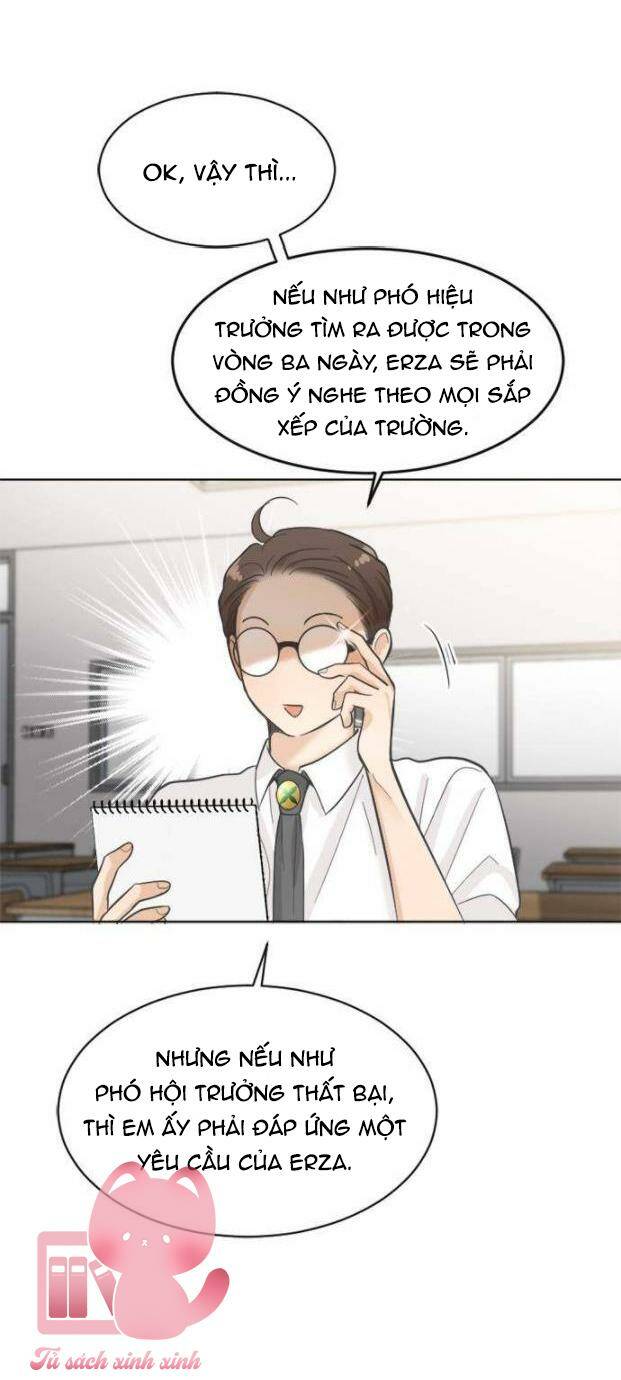 OK, VẬY THÌ...
NẾU NHƯ PHÓ HIỆU
TRƯỞNG TÌM RA ĐƯỢC TRONG
VÒNG BA NGÀY, ERZA SẼ PHẢI
ĐỒNG Ý NGHE THEO MỌI SẮP
XẾP CỦA TRƯỜNG.
NHƯNG NẾU NHƯ
PHÓ HỘI TRƯỞNG THẤT BẠI,
THÌ EM ẤY PHẢI ĐÁP ỨNG MỘT
YÊU CẦU CỦA ERZA.
Tủ sách xinh xinh